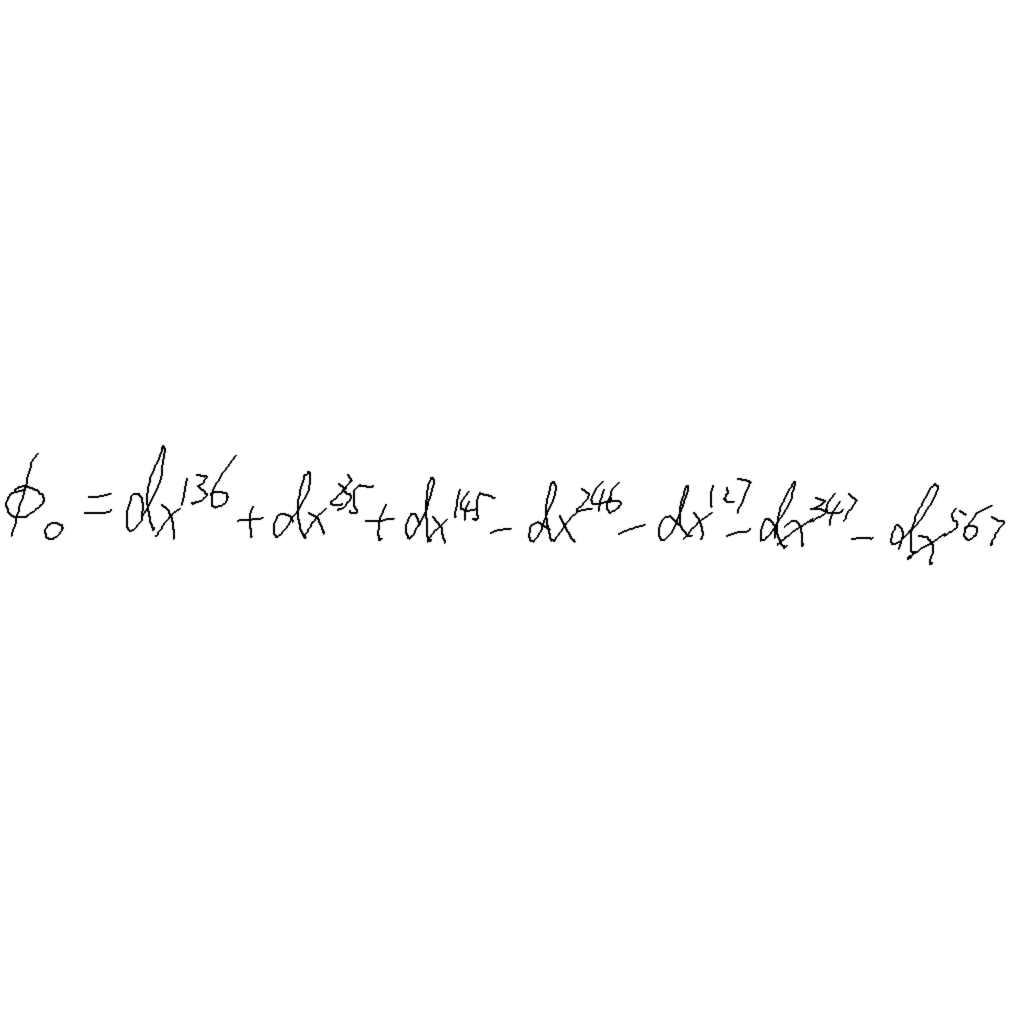 ϕ₀ = dx¹³⁶ + dx²³⁵ + dx¹⁴⁵ - dx²⁴⁶ - dx¹²⁷ - dx³⁴⁷ - dx⁵⁶⁷